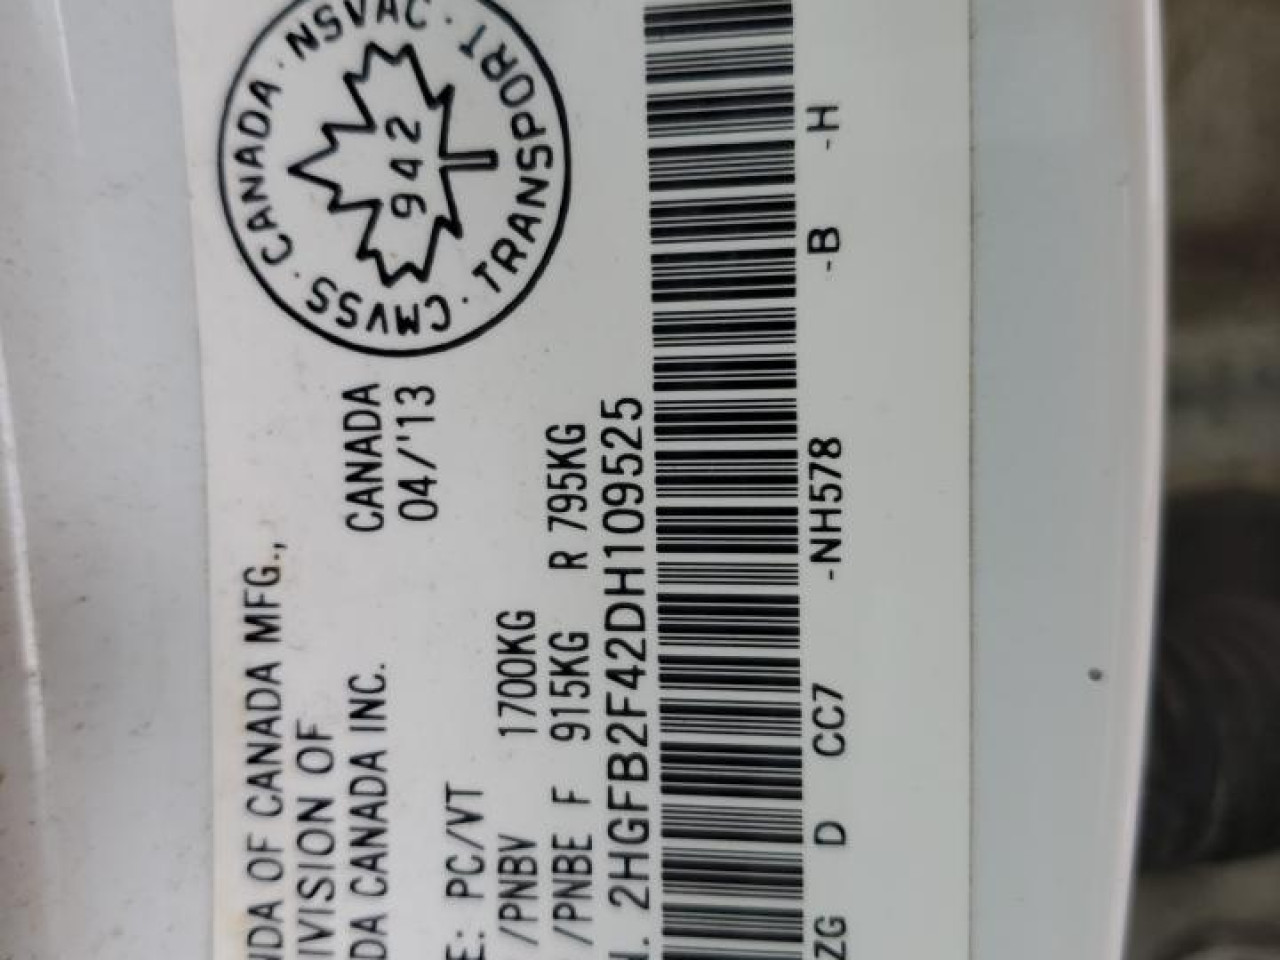 NDA OF CANADA MFG.,
IVISION OF
DA CANADA INC.
CANADA
04/'13
CMVSS · CANADA · NSVAC · TRANSPORT
942
E: PC/VT
/PNBV 1700KG
/PNBE F 915KG R 795KG
N. 2HGFB2F42DH109525
ZG D CC7 -NH578 -B -H